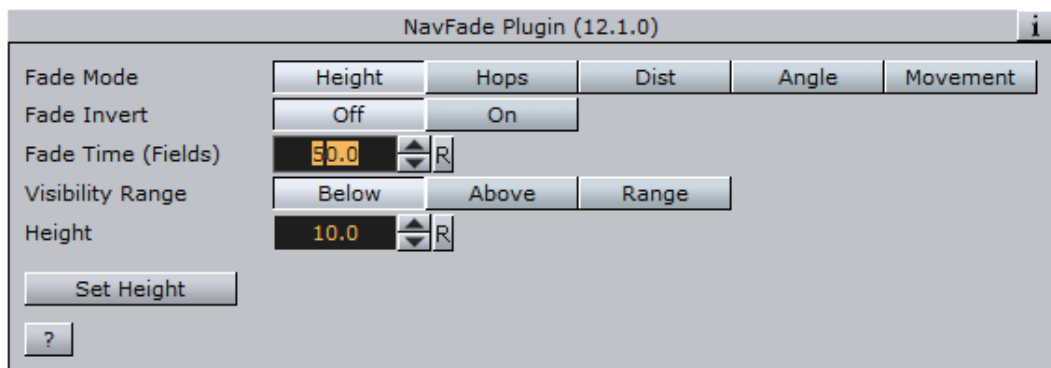 NavFade Plugin (12.1.0) i
Fade Mode Height Hops Dist Angle Movement
Fade Invert Off On
Fade Time (Fields) 50.0 R
Visibility Range Below Above Range
Height 10.0 R
Set Height
?